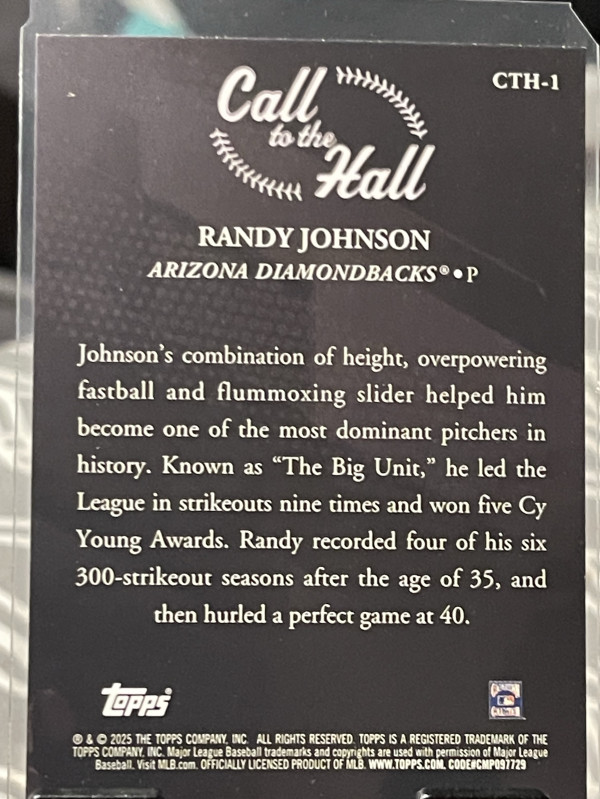 CTH-1
Call
to the
Hall
RANDY JOHNSON
ARIZONA DIAMONDBACKS® • P
Johnson's combination of height, overpowering
fastball and flummoxing slider helped him
become one of the most dominant pitchers in
history. Known as “The Big Unit,” he led the
League in strikeouts nine times and won five Cy
Young Awards. Randy recorded four of his six
300-strikeout seasons after the age of 35, and
then hurled a perfect game at 40.
topps
® & © 2025 THE TOPPS COMPANY, INC. ALL RIGHTS RESERVED. TOPPS IS A REGISTERED TRADEMARK OF THE
TOPPS COMPANY, INC. Major League Baseball trademarks and copyrights are used with permission of Major League
Baseball. Visit MLB.com. OFFICIALLY LICENSED PRODUCT OF MLB. WWW.TOPPS.COM. CODE#CMP097729